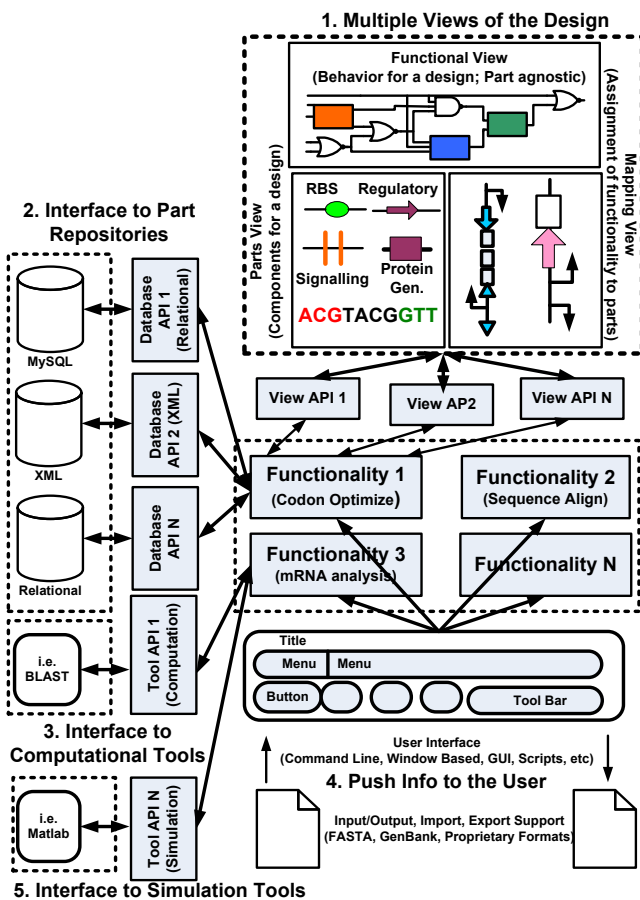 1. Multiple Views of the Design
Functional View
(Behavior for a design; Part agnostic)
Parts View
(Components for a design)
RBS
Regulatory
Signalling
Protein
Gen.
ACGTACGGTT
Mapping View
(Assignment of functionality to parts)
2. Interface to Part
Repositories
MySQL
XML
Relational
Database
API 1
(Relational)
Database
API 2 (XML)
Database
API N
View API 1
View AP2
View API N
Functionality 1
(Codon Optimize)
Functionality 2
(Sequence Align)
Functionality 3
(mRNA analysis)
Functionality N
i.e.
BLAST
Tool API 1
(Computation)
3. Interface to
Computational Tools
Title
Menu
Menu
Button
Tool Bar
User Interface
(Command Line, Window Based, GUI, Scripts, etc)
4. Push Info to the User
Input/Output, Import, Export Support
(FASTA, GenBank, Proprietary Formats)
i.e.
Matlab
Tool API N
(Simulation)
5. Interface to Simulation Tools